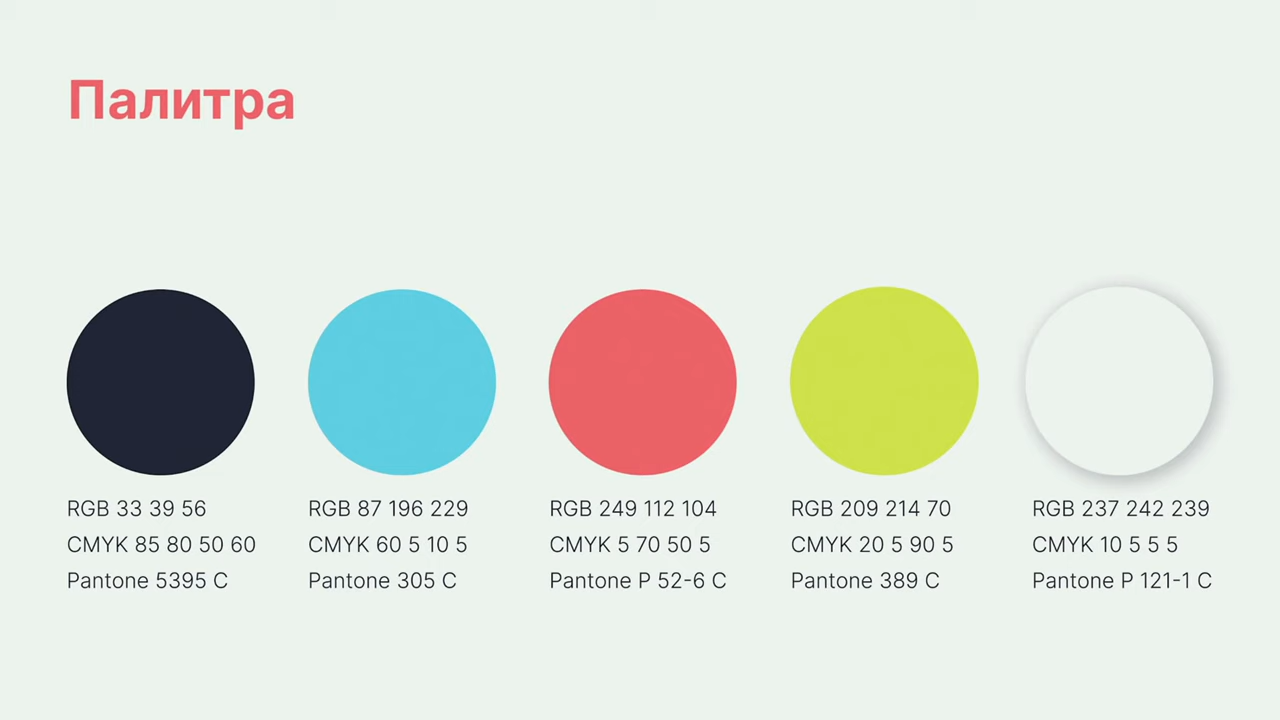 Палитра
RGB 33 39 56
CMYK 85 80 50 60
Pantone 5395 C
RGB 87 196 229
CMYK 60 5 10 5
Pantone 305 C
RGB 249 112 104
CMYK 5 70 50 5
Pantone P 52-6 C
RGB 209 214 70
CMYK 20 5 90 5
Pantone 389 C
RGB 237 242 239
CMYK 10 5 5 5
Pantone P 121-1 C